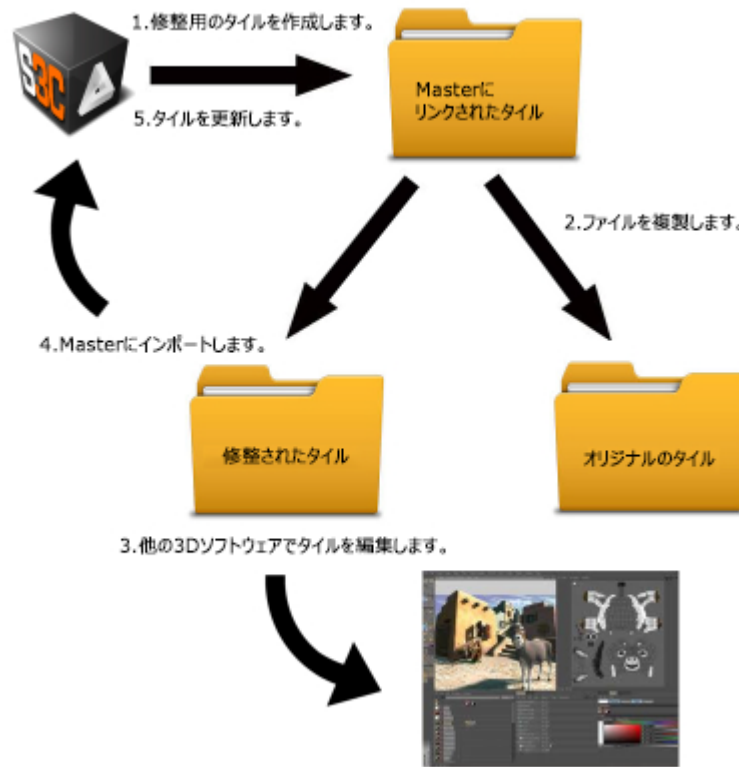 1.修整用のタイルを作成します。
S3C
5.タイルを更新します。
Masterに
リンクされたタイル
2.ファイルを複製します。
4.Masterにインポートします。
修整されたタイル
オリジナルのタイル
3.他の3Dソフトウェアでタイルを編集します。